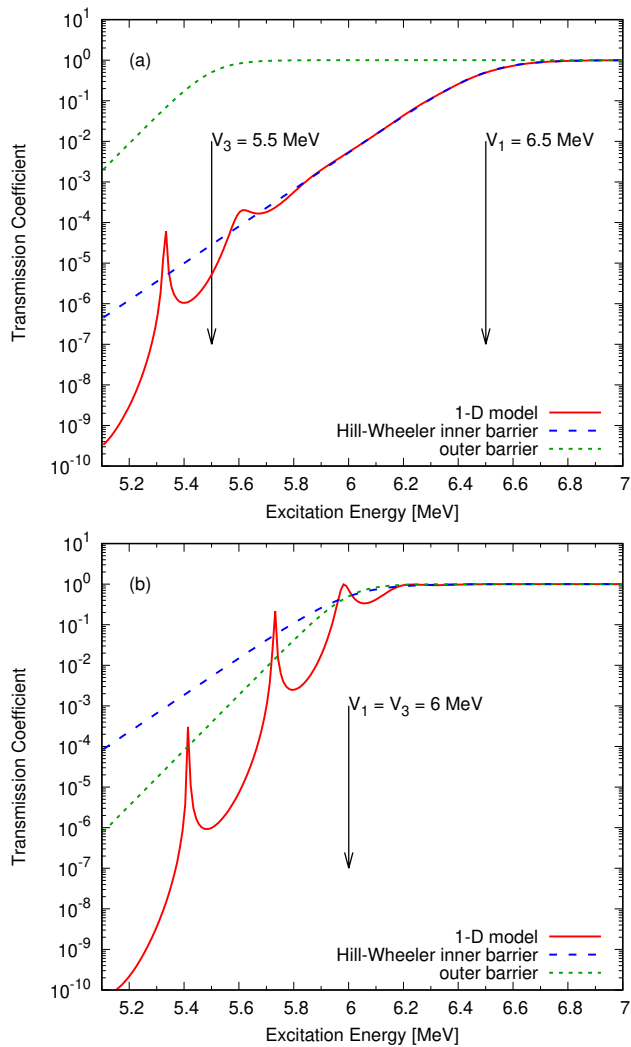 10^1
10^0
10^-1
10^-2
10^-3
10^-4
10^-5
10^-6
10^-7
10^-8
10^-9
10^-10
Transmission Coefficient
(a)
V_3 = 5.5 MeV
V_1 = 6.5 MeV
1-D model
Hill-Wheeler inner barrier
outer barrier
5.2 5.4 5.6 5.8 6 6.2 6.4 6.6 6.8 7
Excitation Energy [MeV]
10^1
10^0
10^-1
10^-2
10^-3
10^-4
10^-5
10^-6
10^-7
10^-8
10^-9
10^-10
Transmission Coefficient
(b)
V_1 = V_3 = 6 MeV
1-D model
Hill-Wheeler inner barrier
outer barrier
5.2 5.4 5.6 5.8 6 6.2 6.4 6.6 6.8 7
Excitation Energy [MeV]